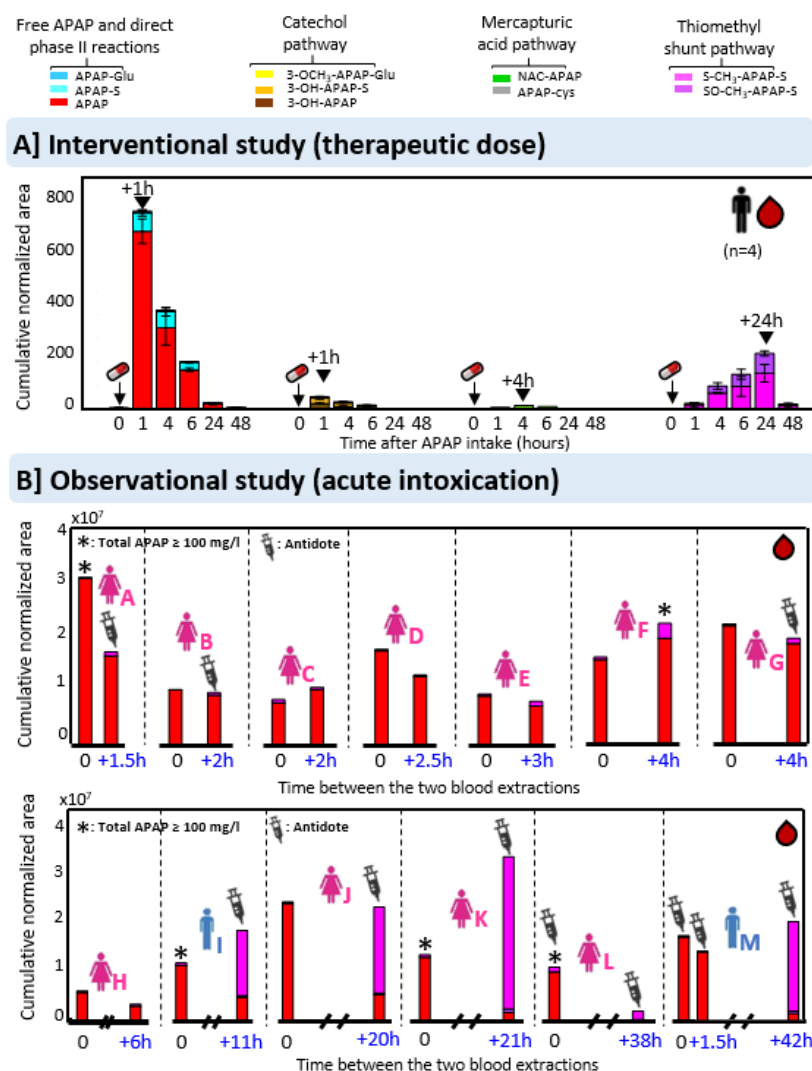 Free APAP and direct
phase II reactions
APAP-Glu
APAP-S
APAP
Catechol
pathway
3-OCH₃-APAP-Glu
3-OH-APAP-S
3-OH-APAP
Mercapturic
acid pathway
NAC-APAP
APAP-cys
Thiomethyl
shunt pathway
S-CH₃-APAP-S
SO-CH₃-APAP-S
A] Interventional study (therapeutic dose)
Cumulative normalized area
800
600
400
200
0
+1h
+1h
+4h
+24h
(n=4)
0 1 4 6 24 48 0 1 4 6 24 48 0 1 4 6 24 48 0 1 4 6 24 48
Time after APAP intake (hours)
B] Observational study (acute intoxication)
Cumulative normalized area
x10⁷
4
3
2
1
0
*: Total APAP ≥ 100 mg/l
: Antidote
*
A
B
C
D
E
F
*
G
0 +1.5h 0 +2h 0 +2h 0 +2.5h 0 +3h 0 +4h 0 +4h
Time between the two blood extractions
Cumulative normalized area
x10⁷
4
3
2
1
0
*: Total APAP ≥ 100 mg/l
: Antidote
H
*
I
J
*
K
*
L
M
0 +6h 0 +11h 0 +20h 0 +21h 0 +38h 0 +1.5h +42h
Time between the two blood extractions